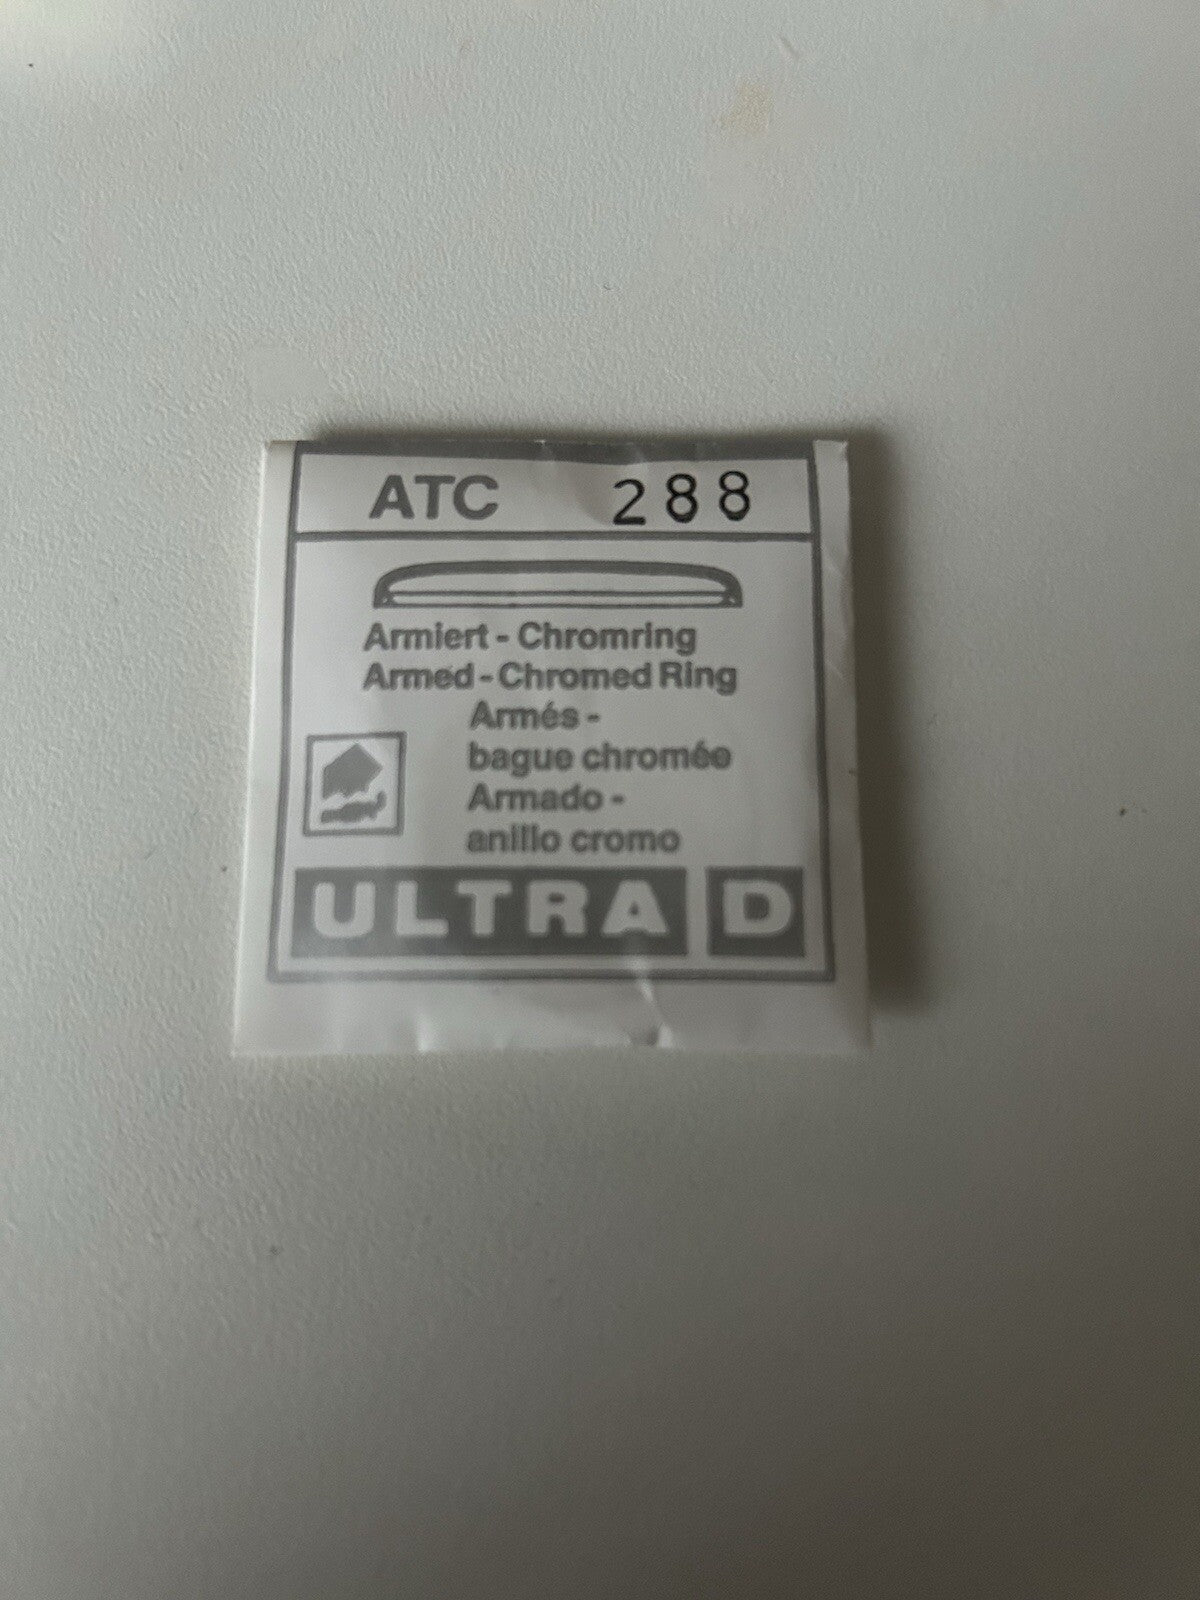 ATC 288
Armiert - Chromring
Armed - Chromed Ring
Armés -
bague chromée
Armado -
anillo cromo
ULTRA D